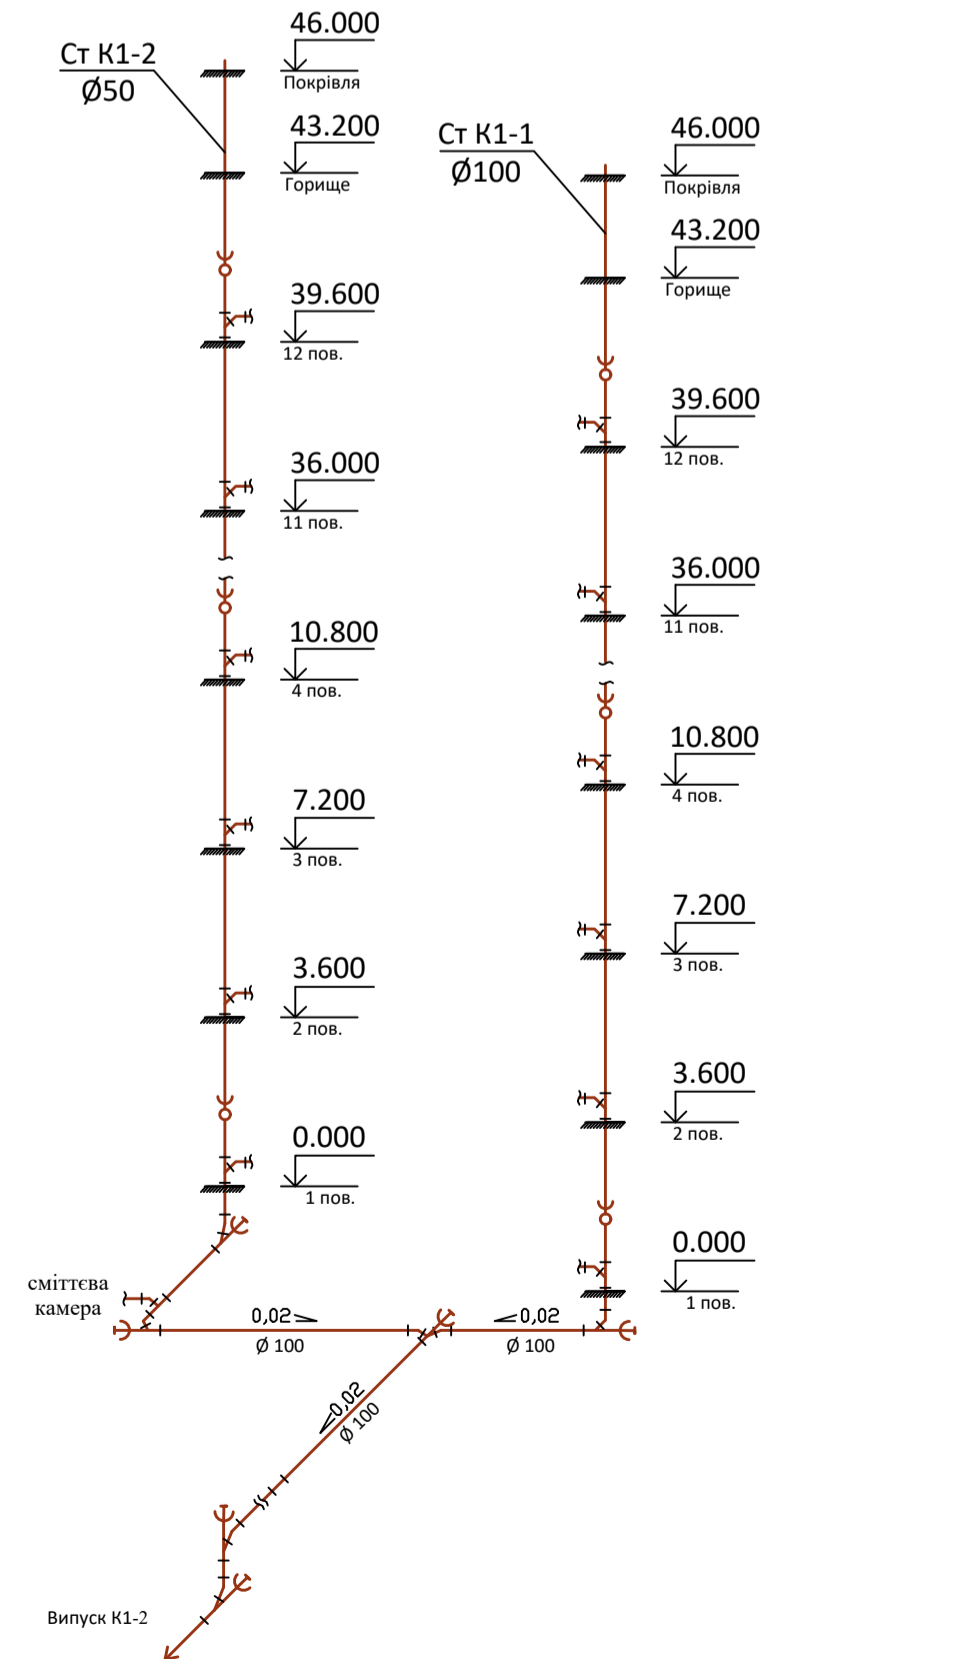 46.000
Ст К1-2
Ø50
Покрівля
43.200
Горище
39.600
12 пов.
36.000
11 пов.
10.800
4 пов.
7.200
3 пов.
3.600
2 пов.
0.000
1 пов.
Ст К1-1
Ø100
46.000
Покрівля
43.200
Горище
39.600
12 пов.
36.000
11 пов.
10.800
4 пов.
7.200
3 пов.
3.600
2 пов.
0.000
1 пов.
сміттєва
камера
0,02
Ø 100
0,02
Ø 100
0,02
Ø 100
Випуск К1-2